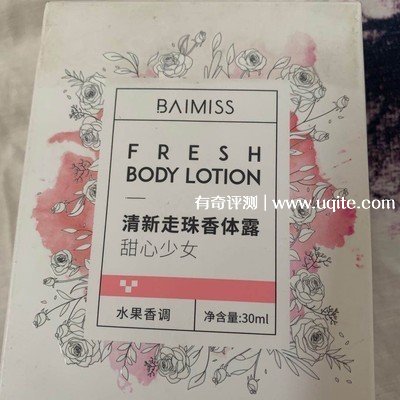 BAIMISS
FRESH
BODY LOTION
清新走珠香体露
甜心少女
水果香调
净含量:30ml
有奇评测 | www.uqite.com